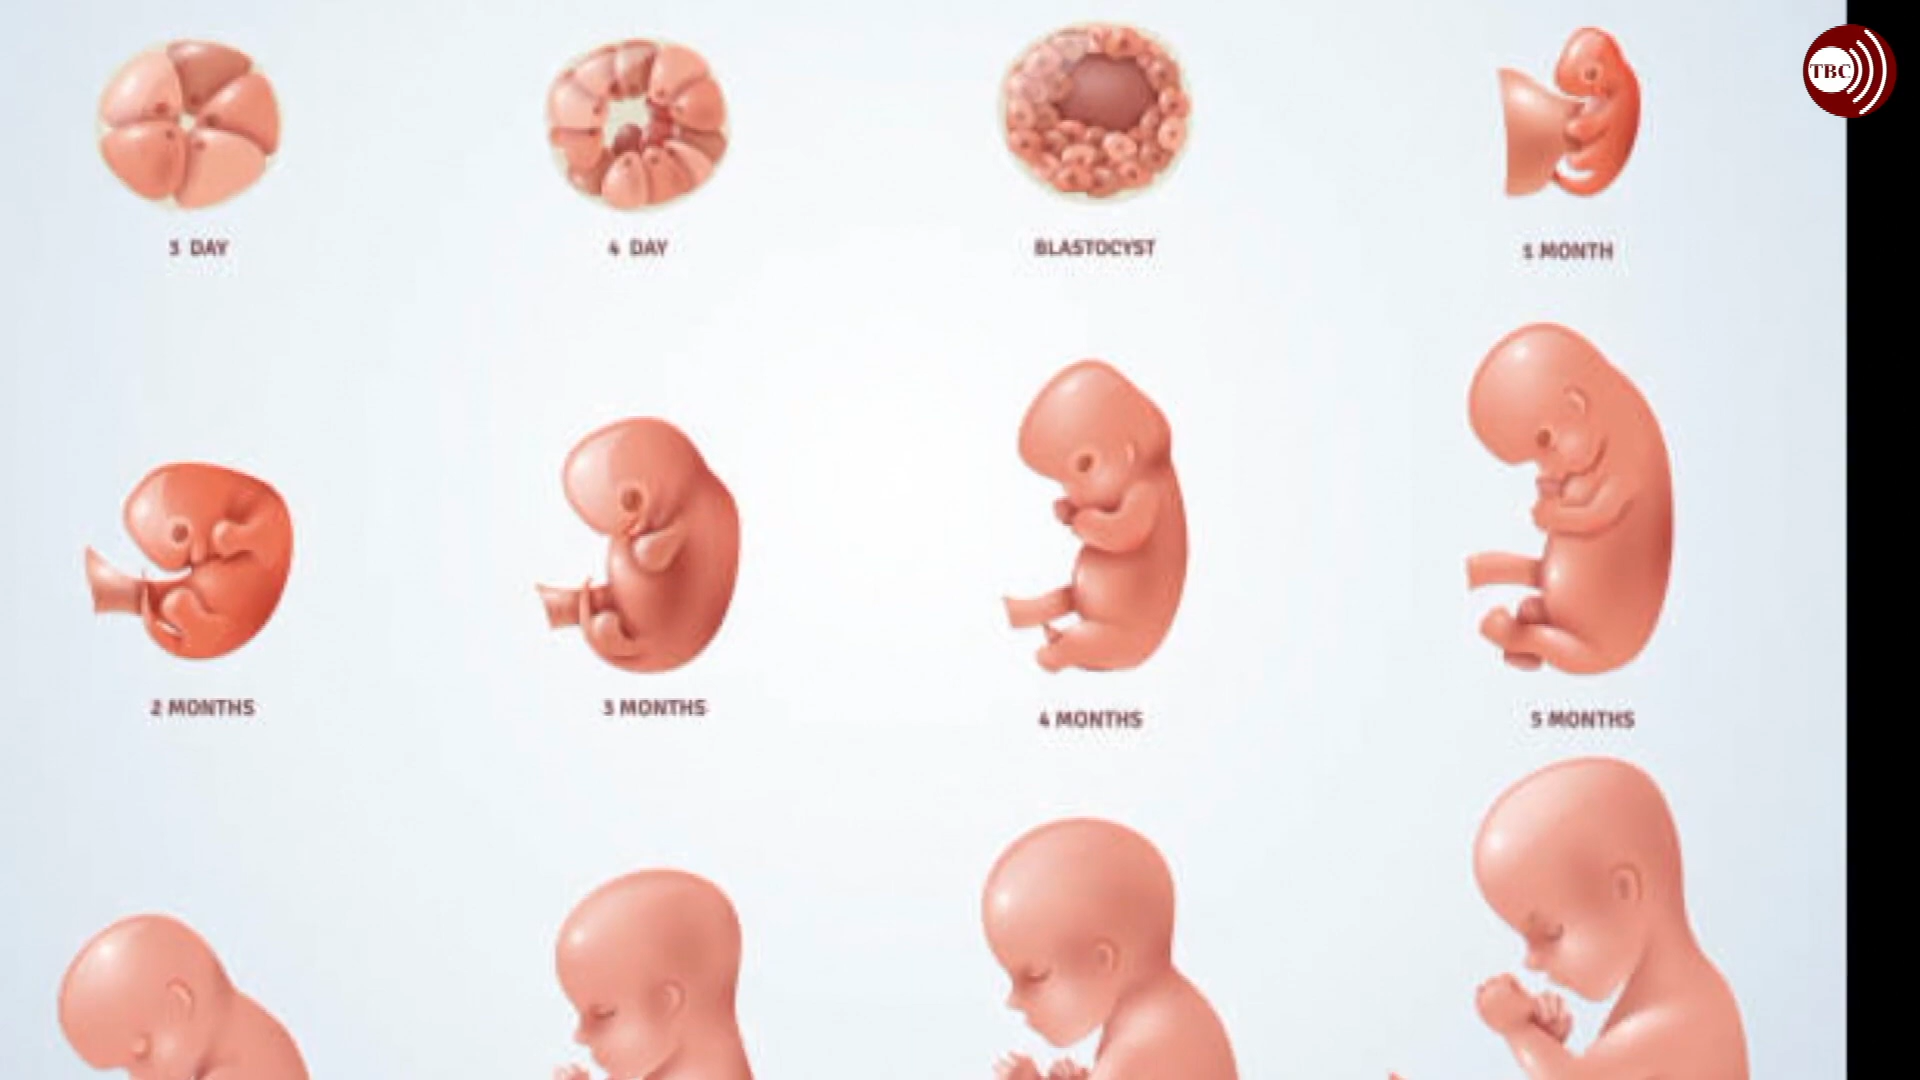 3 DAY
4 DAY
BLASTOCYST
1 MONTH
2 MONTHS
3 MONTHS
4 MONTHS
5 MONTHS
TBC